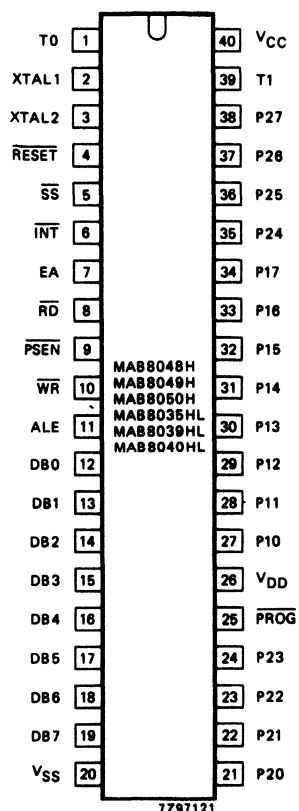 T0 1 40 VCC
XTAL1 2 39 T1
XTAL2 3 38 P27
RESET 4 37 P26
SS 5 36 P25
INT 6 35 P24
EA 7 34 P17
RD 8 33 P16
PSEN 9 32 P15
WR 10 31 P14
ALE 11 30 P13
DB0 12 29 P12
DB1 13 28 P11
DB2 14 27 P10
DB3 15 26 VDD
DB4 16 25 PROG
DB5 17 24 P23
DB6 18 23 P22
DB7 19 22 P21
VSS 20 21 P20
MAB8048H
MAB8049H
MAB8050H
MAB8035HL
MAB8039HL
MAB8040HL
7Z97121